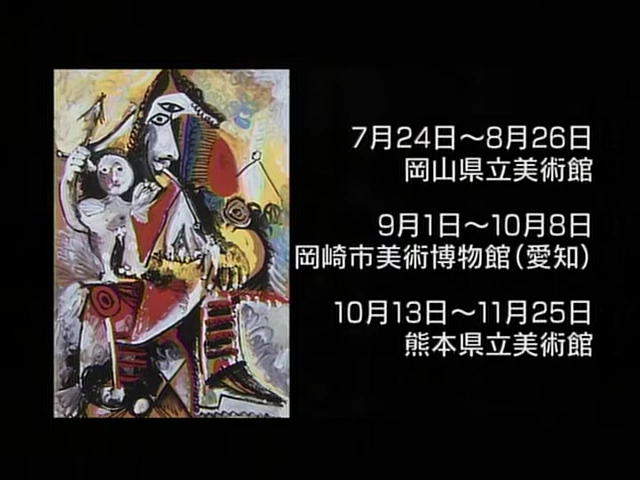 7月24日～8月26日
岡山県立美術館
9月1日～10月8日
岡崎市美術博物館(愛知)
10月13日～11月25日
熊本県立美術館